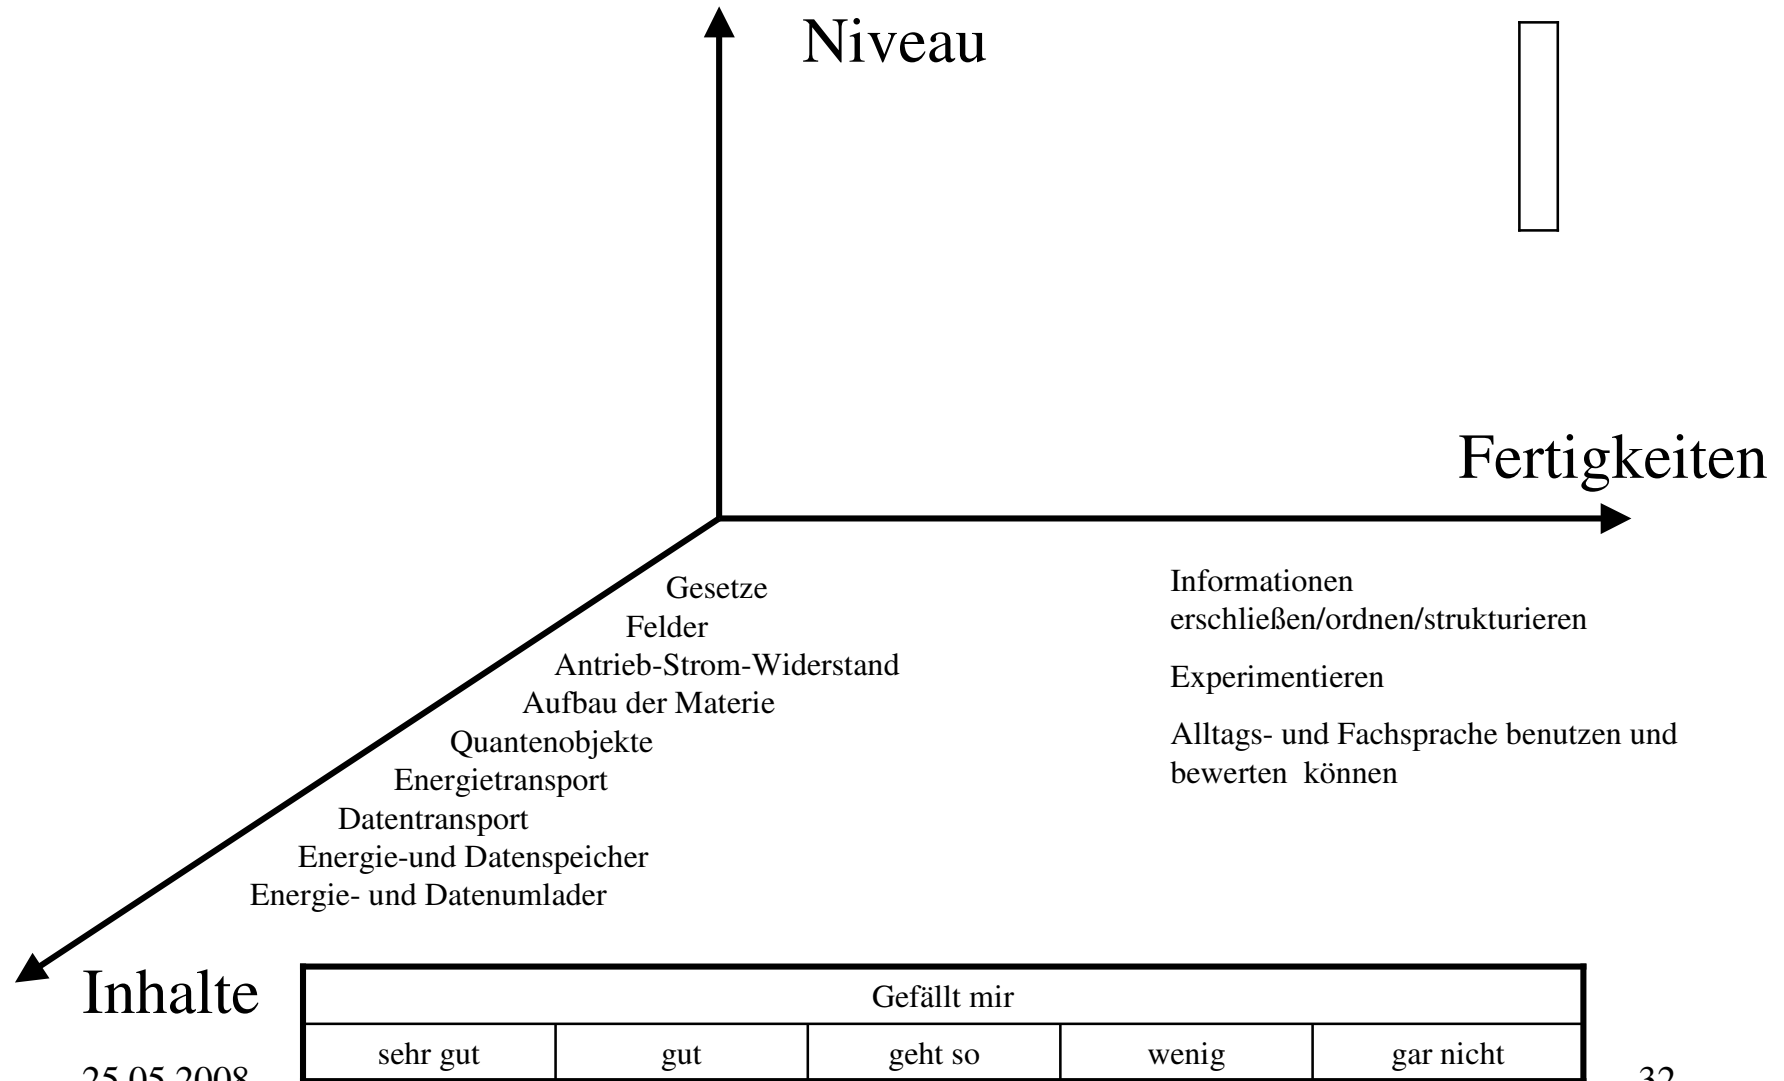 Niveau
Fertigkeiten
Gesetze
Felder
Antrieb-Strom-Widerstand
Aufbau der Materie
Quantenobjekte
Energietransport
Datentransport
Energie-und Datenspeicher
Energie- und Datenumlader
Informationen
erschließen/ordnen/strukturieren
Experimentieren
Alltags- und Fachsprache benutzen und
bewerten können
Inhalte
Gefällt mir
sehr gut gut geht so wenig gar nicht
25.05.2008 32